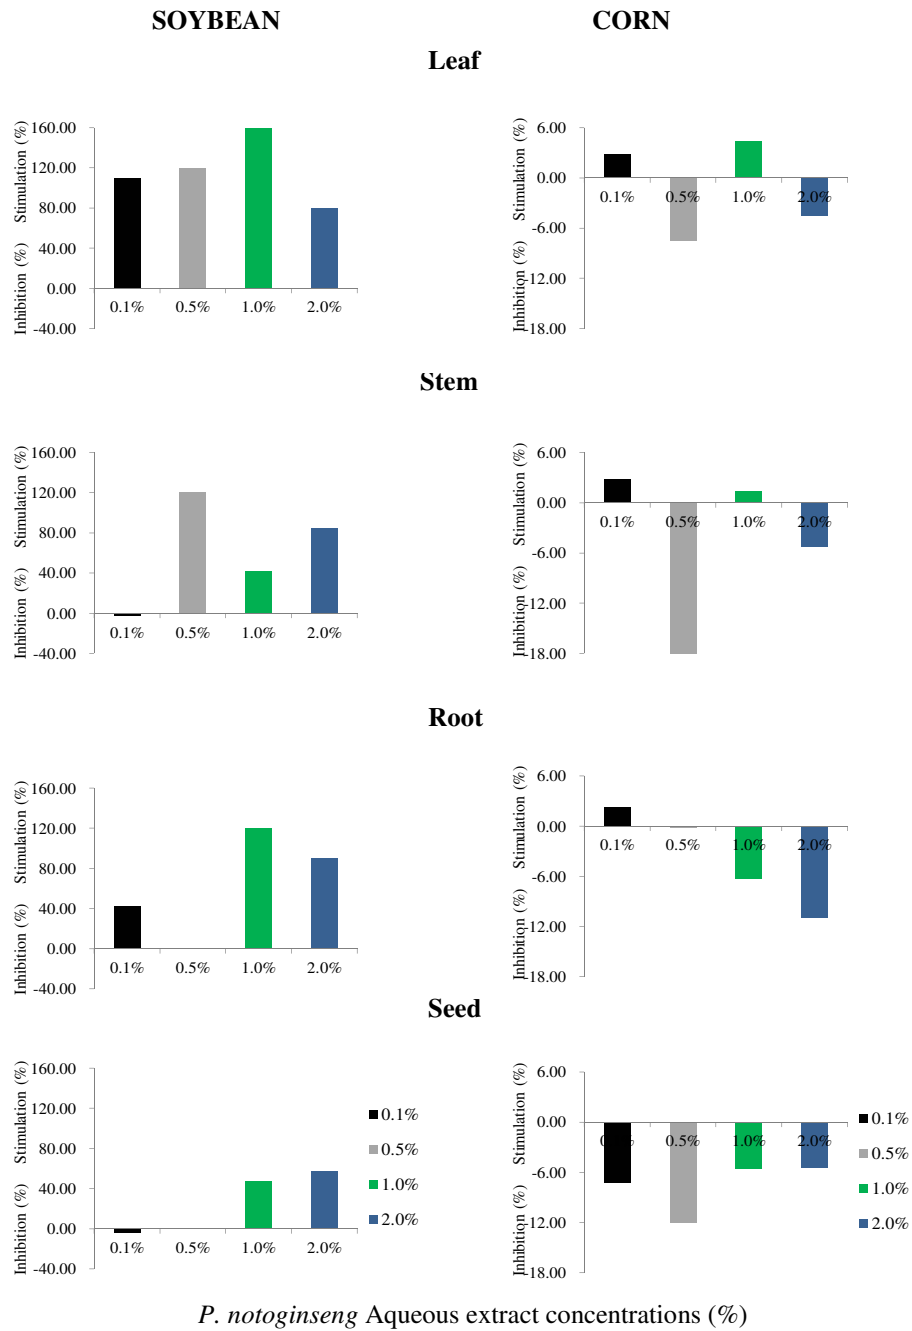 SOYBEAN CORN
Leaf
Inhibition (%) Stimulation (%)
160.00
120.00
80.00
40.00
0.00
-40.00
0.1% 0.5% 1.0% 2.0%
Inhibition (%) Stimulation (%)
6.00
0.00
-6.00
-12.00
-18.00
0.1% 0.5% 1.0% 2.0%
Stem
Inhibition (%) Stimulation (%)
160.00
120.00
80.00
40.00
0.00
-40.00
0.1% 0.5% 1.0% 2.0%
Inhibition (%) Stimulation (%)
6.00
0.00
-6.00
-12.00
-18.00
0.1% 0.5% 1.0% 2.0%
Root
Inhibition (%) Stimulation (%)
160.00
120.00
80.00
40.00
0.00
-40.00
0.1% 0.5% 1.0% 2.0%
Inhibition (%) Stimulation (%)
6.00
0.00
-6.00
-12.00
-18.00
0.1% 0.5% 1.0% 2.0%
Seed
Inhibition (%) Stimulation (%)
160.00
120.00
80.00
40.00
0.00
-40.00
0.1% 0.5% 1.0% 2.0%
0.1%
0.5%
1.0%
2.0%
Inhibition (%) Stimulation (%)
6.00
0.00
-6.00
-12.00
-18.00
0.5% 1.0% 2.0%
0.1%
0.5%
1.0%
2.0%
P. notoginseng Aqueous extract concentrations (%)